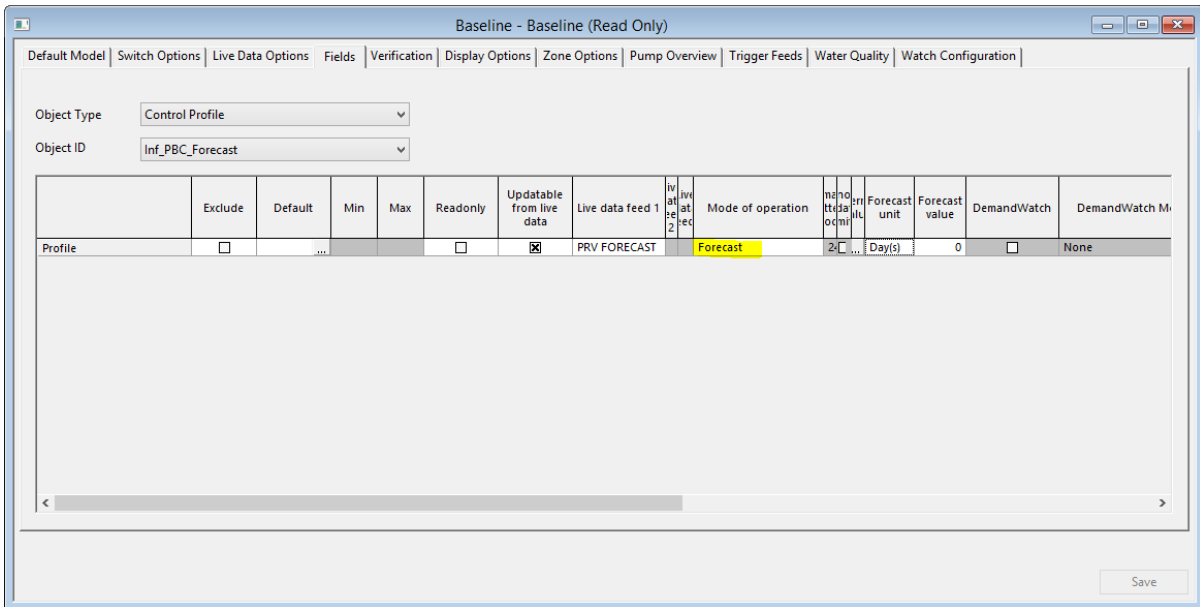 Baseline - Baseline (Read Only)
Default Model Switch Options Live Data Options Fields Verification Display Options Zone Options Pump Overview Trigger Feeds Water Quality Watch Configuration
Object Type Control Profile
Object ID Inf_PBC_Forecast
Exclude Default Min Max Readonly Updatable from live data Live data feed 1 Mode of operation Forecast unit Forecast value DemandWatch DemandWatch M
Profile ... PRV FORECAST Forecast 24 ... Day(s) 0 None
Save